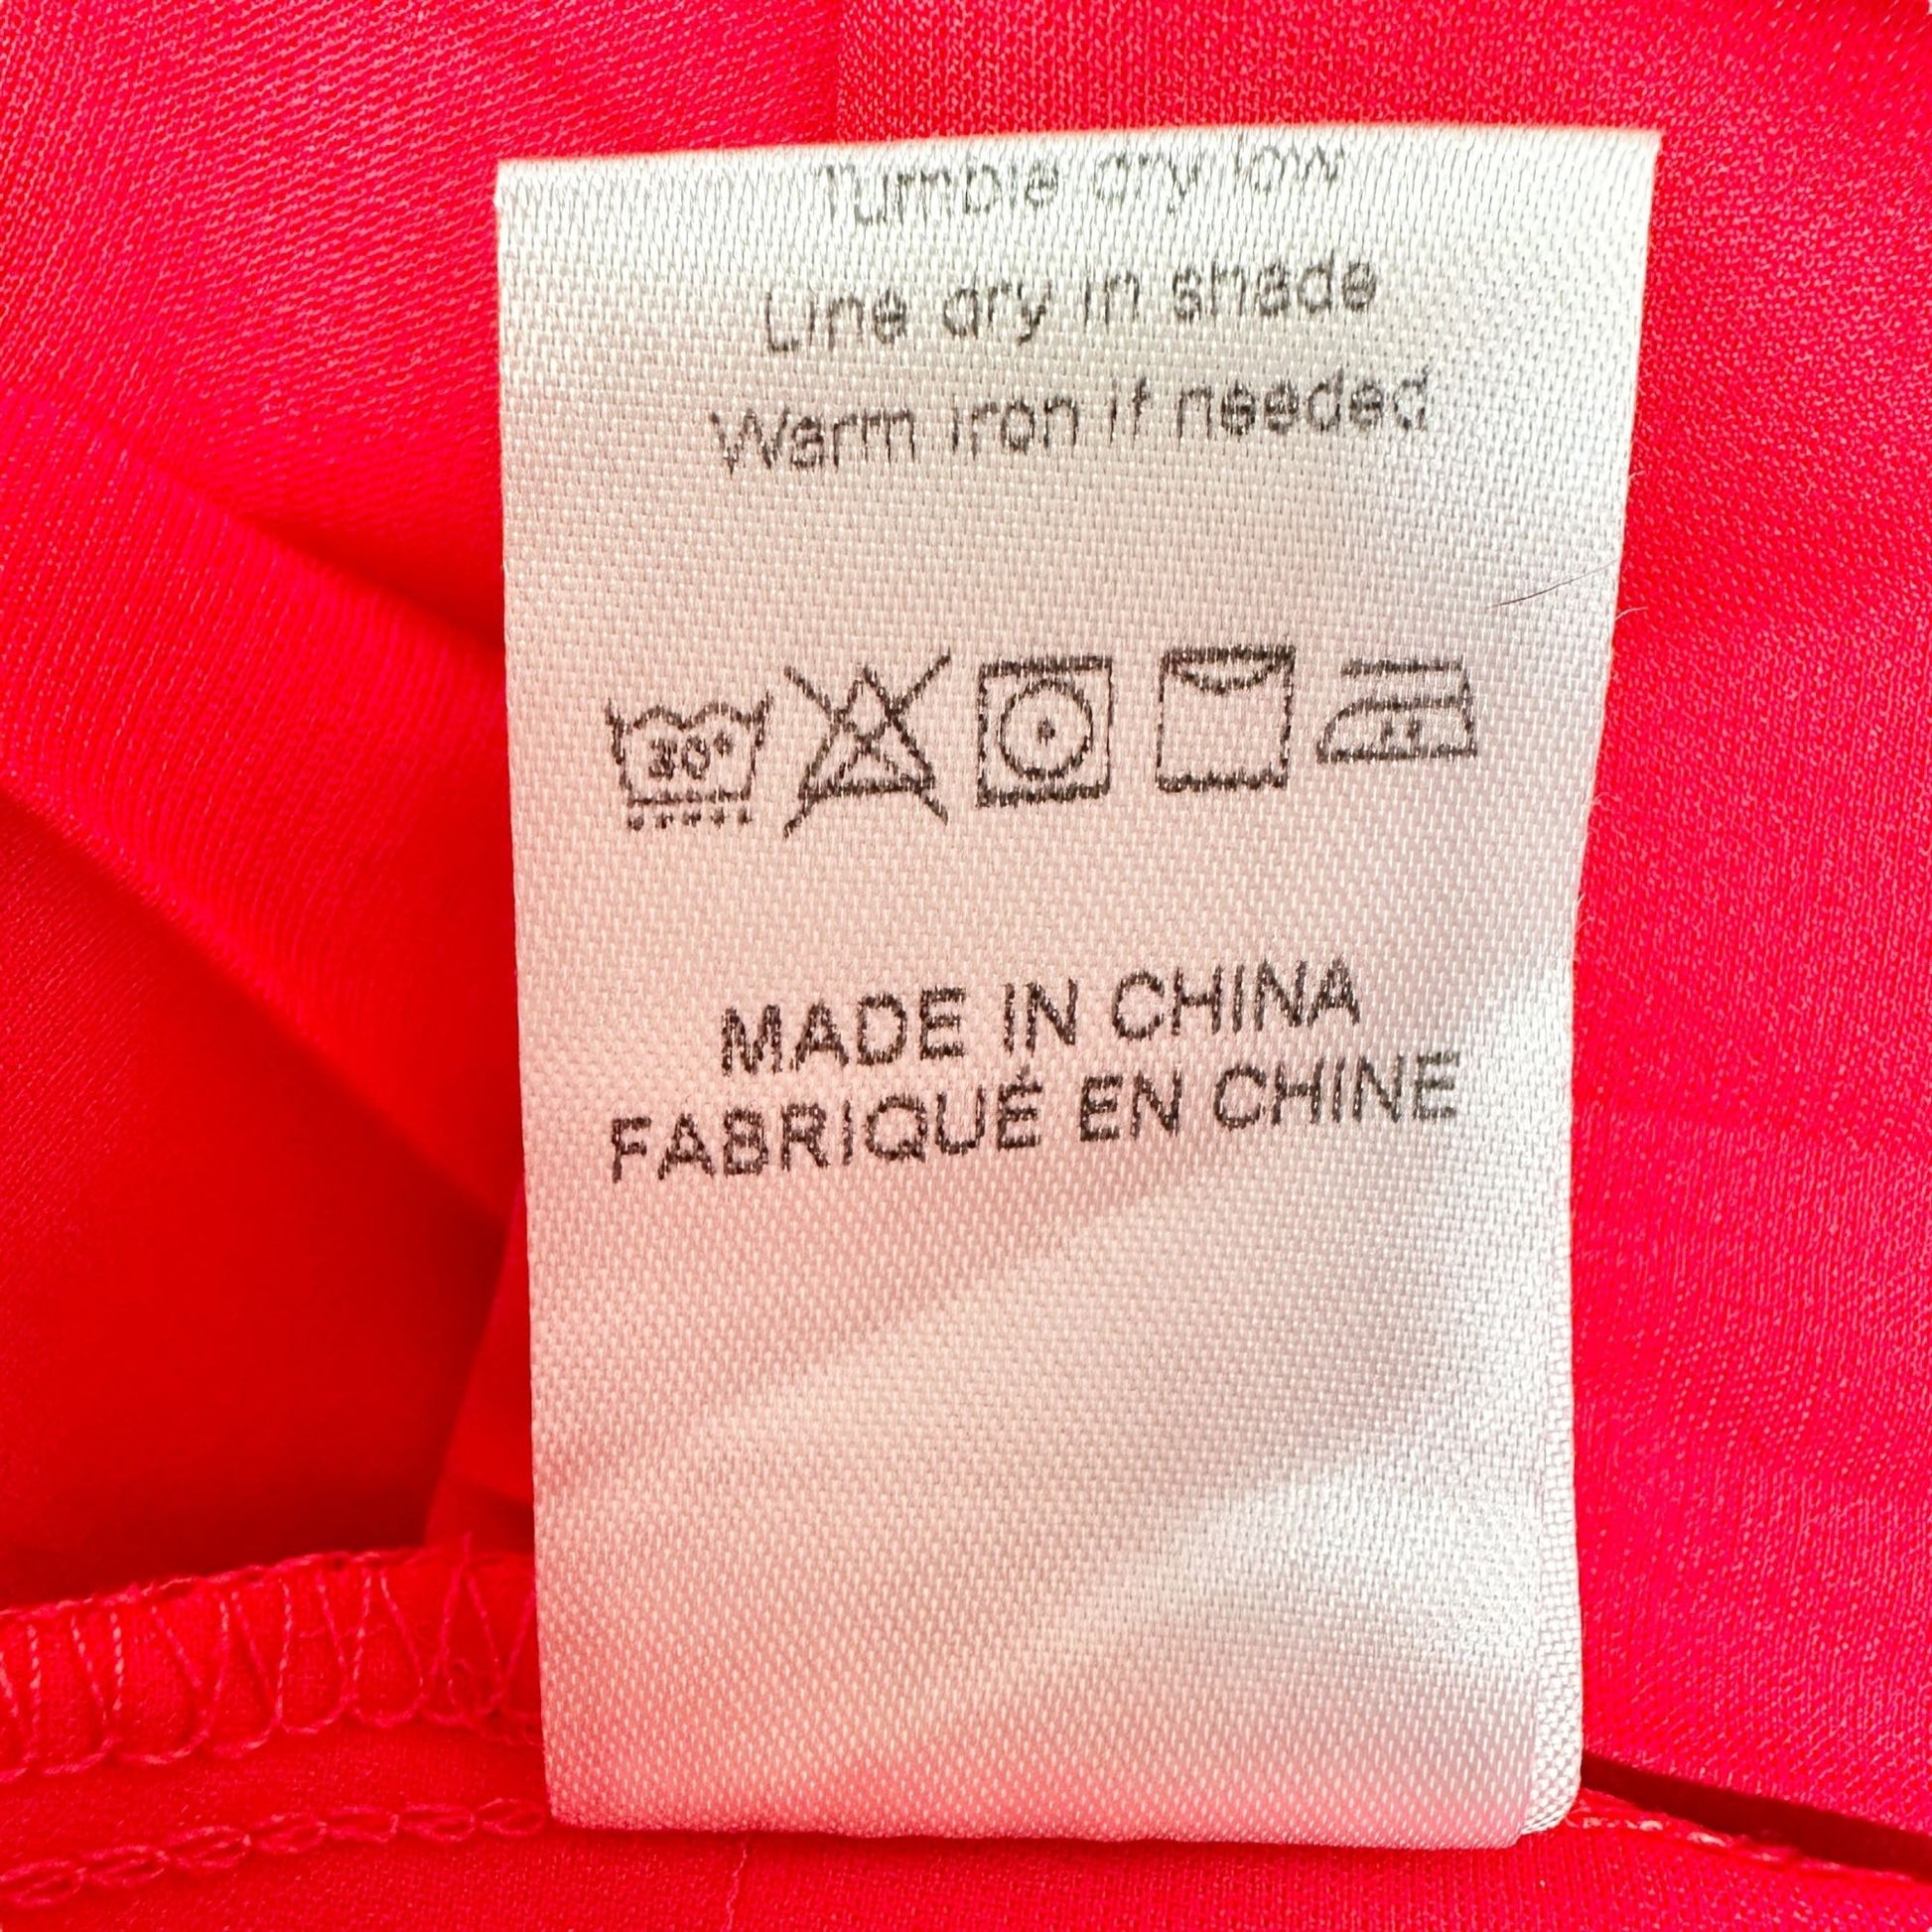 Tumble dry low
Line dry in shade
Warm iron if needed
30°
MADE IN CHINA
FABRIQUÉ EN CHINE